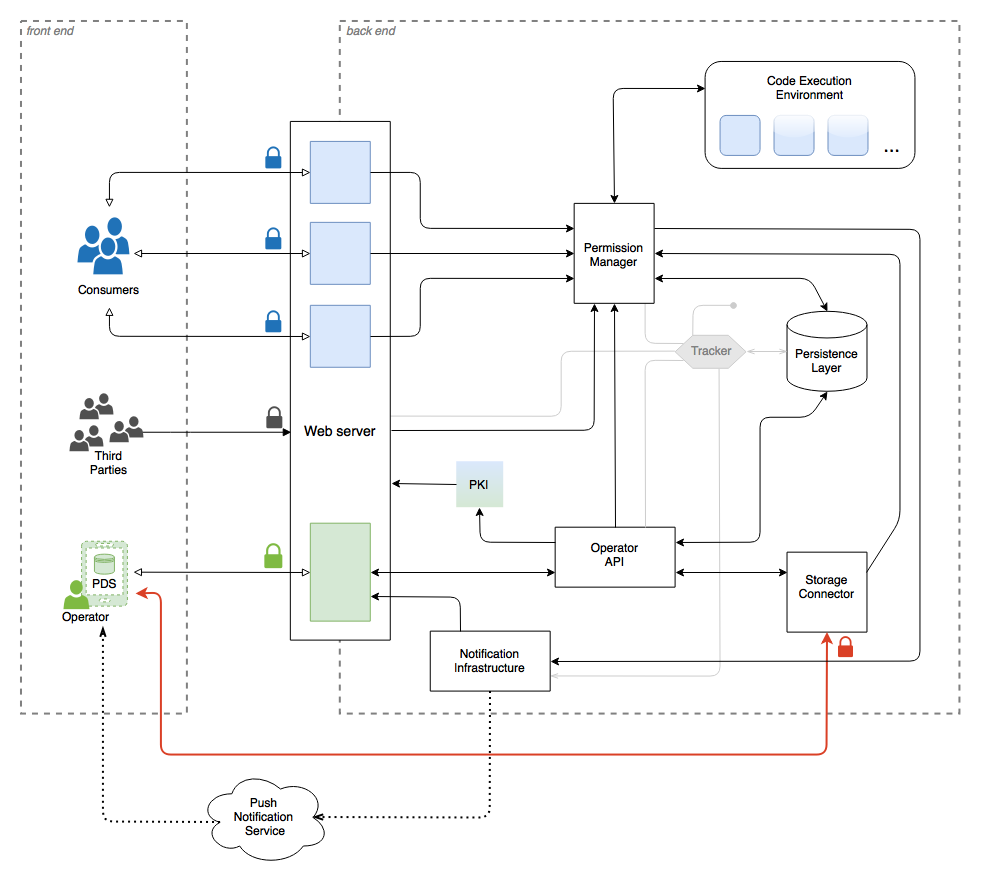 front end
back end
Code Execution
Environment
...
Permission
Manager
Consumers
Tracker
Persistence
Layer
Web server
Third
Parties
PKI
Operator
API
PDS
Storage
Connector
Operator
Notification
Infrastructure
Push
Notification
Service